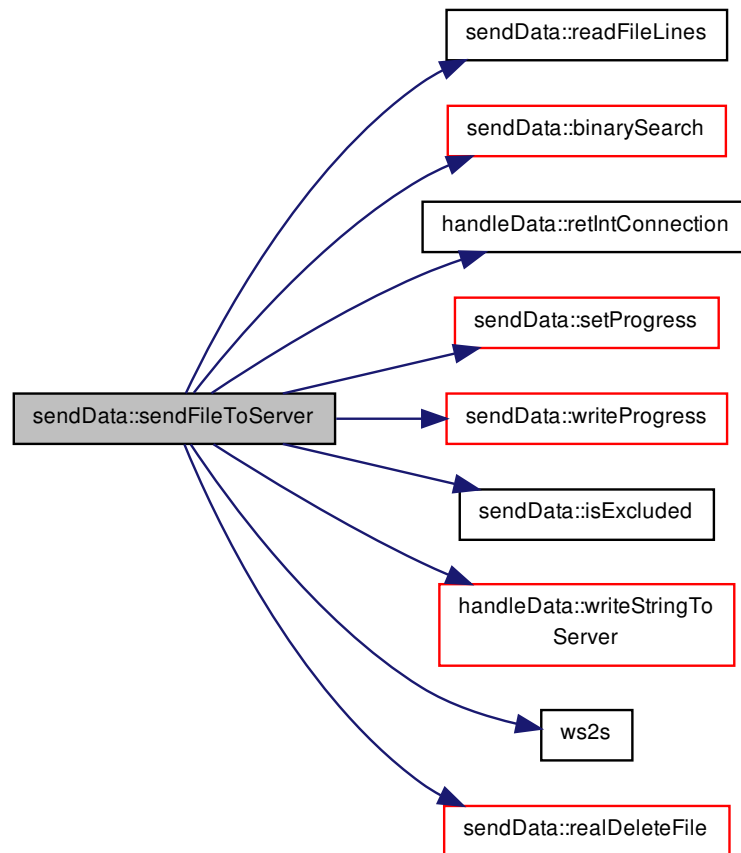 sendData::readFileLines
sendData::binarySearch
handleData::retIntConnection
sendData::setProgress
sendData::sendFileToServer
sendData::writeProgress
sendData::isExcluded
handleData::writeStringTo
Server
ws2s
sendData::realDeleteFile